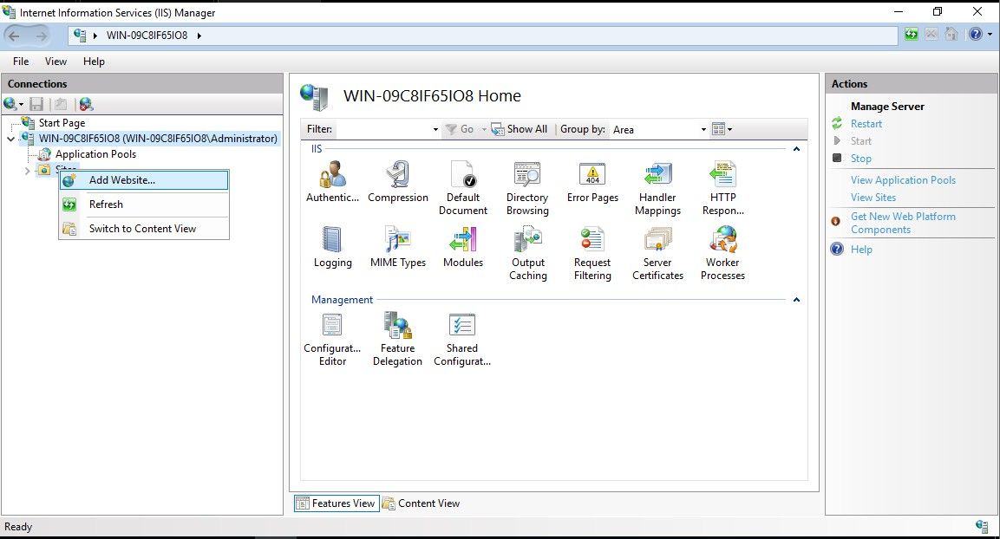 Internet Information Services (IIS) Manager
WIN-09C8IF65IO8
File View Help
Connections
Start Page
WIN-09C8IF65IO8 (WIN-09C8IF65IO8\Administrator)
Application Pools
Sites
Add Website...
Refresh
Switch to Content View
WIN-09C8IF65IO8 Home
Filter: Go Show All Group by: Area
IIS
Authentic... Compression Default Document Directory Browsing Error Pages Handler Mappings HTTP Respon...
Logging MIME Types Modules Output Caching Request Filtering Server Certificates Worker Processes
404
Management
Configurat... Editor Feature Delegation Shared Configurat...
Features View Content View
Actions
Manage Server
Restart
Start
Stop
View Application Pools
View Sites
Get New Web Platform
Components
Help
Ready